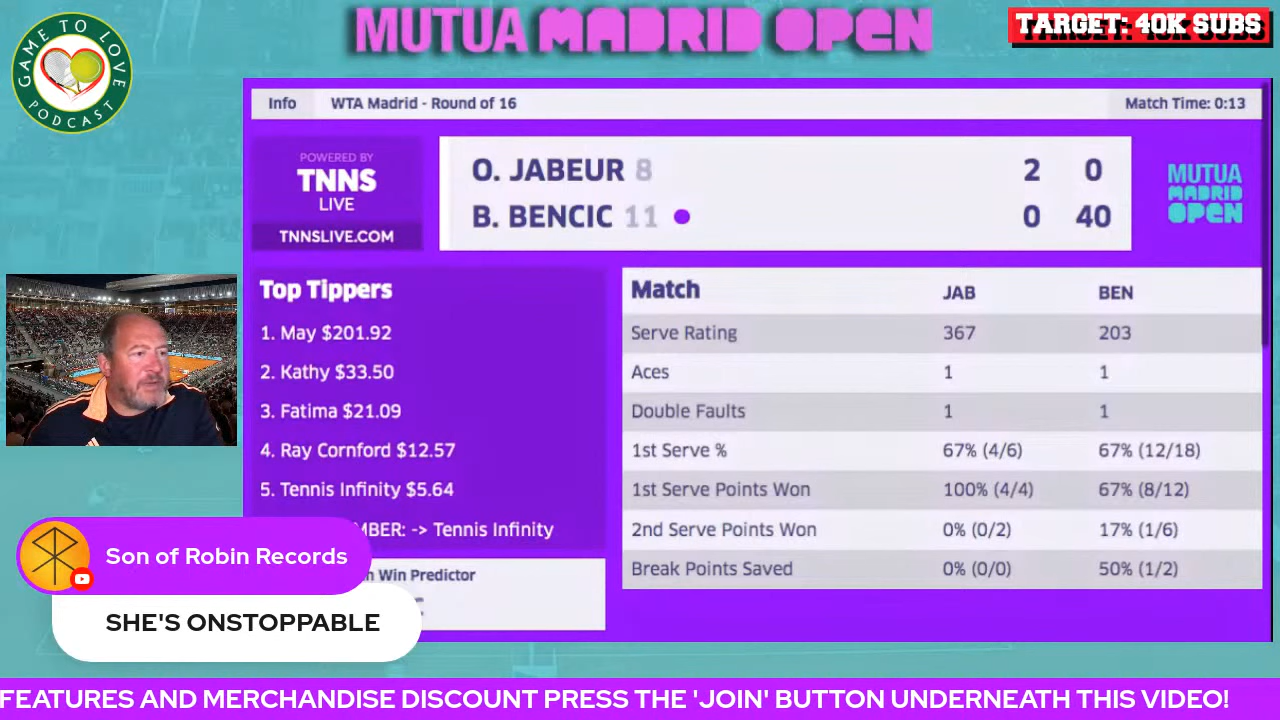 GAME TO LOVE
PODCAST
MUTUA MADRID OPEN
TARGET: 40K SUBS
Info
WTA Madrid - Round of 16
Match Time: 0:13
POWERED BY
TNNS
LIVE
TNNSLIVE.COM
O. JABEUR 8 2 0
B. BENCIC 11 0 40
MUTUA
MADRID
OPEN
Top Tippers
1. May $201.92
2. Kathy $33.50
3. Fatima $21.09
4. Ray Cornford $12.57
5. Tennis Infinity $5.64
MBER: -> Tennis Infinity
n Win Predictor
Match JAB BEN
Serve Rating 367 203
Aces 1 1
Double Faults 1 1
1st Serve % 67% (4/6) 67% (12/18)
1st Serve Points Won 100% (4/4) 67% (8/12)
2nd Serve Points Won 0% (0/2) 17% (1/6)
Break Points Saved 0% (0/0) 50% (1/2)
Son of Robin Records
SHE'S ONSTOPPABLE
FEATURES AND MERCHANDISE DISCOUNT PRESS THE 'JOIN' BUTTON UNDERNEATH THIS VIDEO!